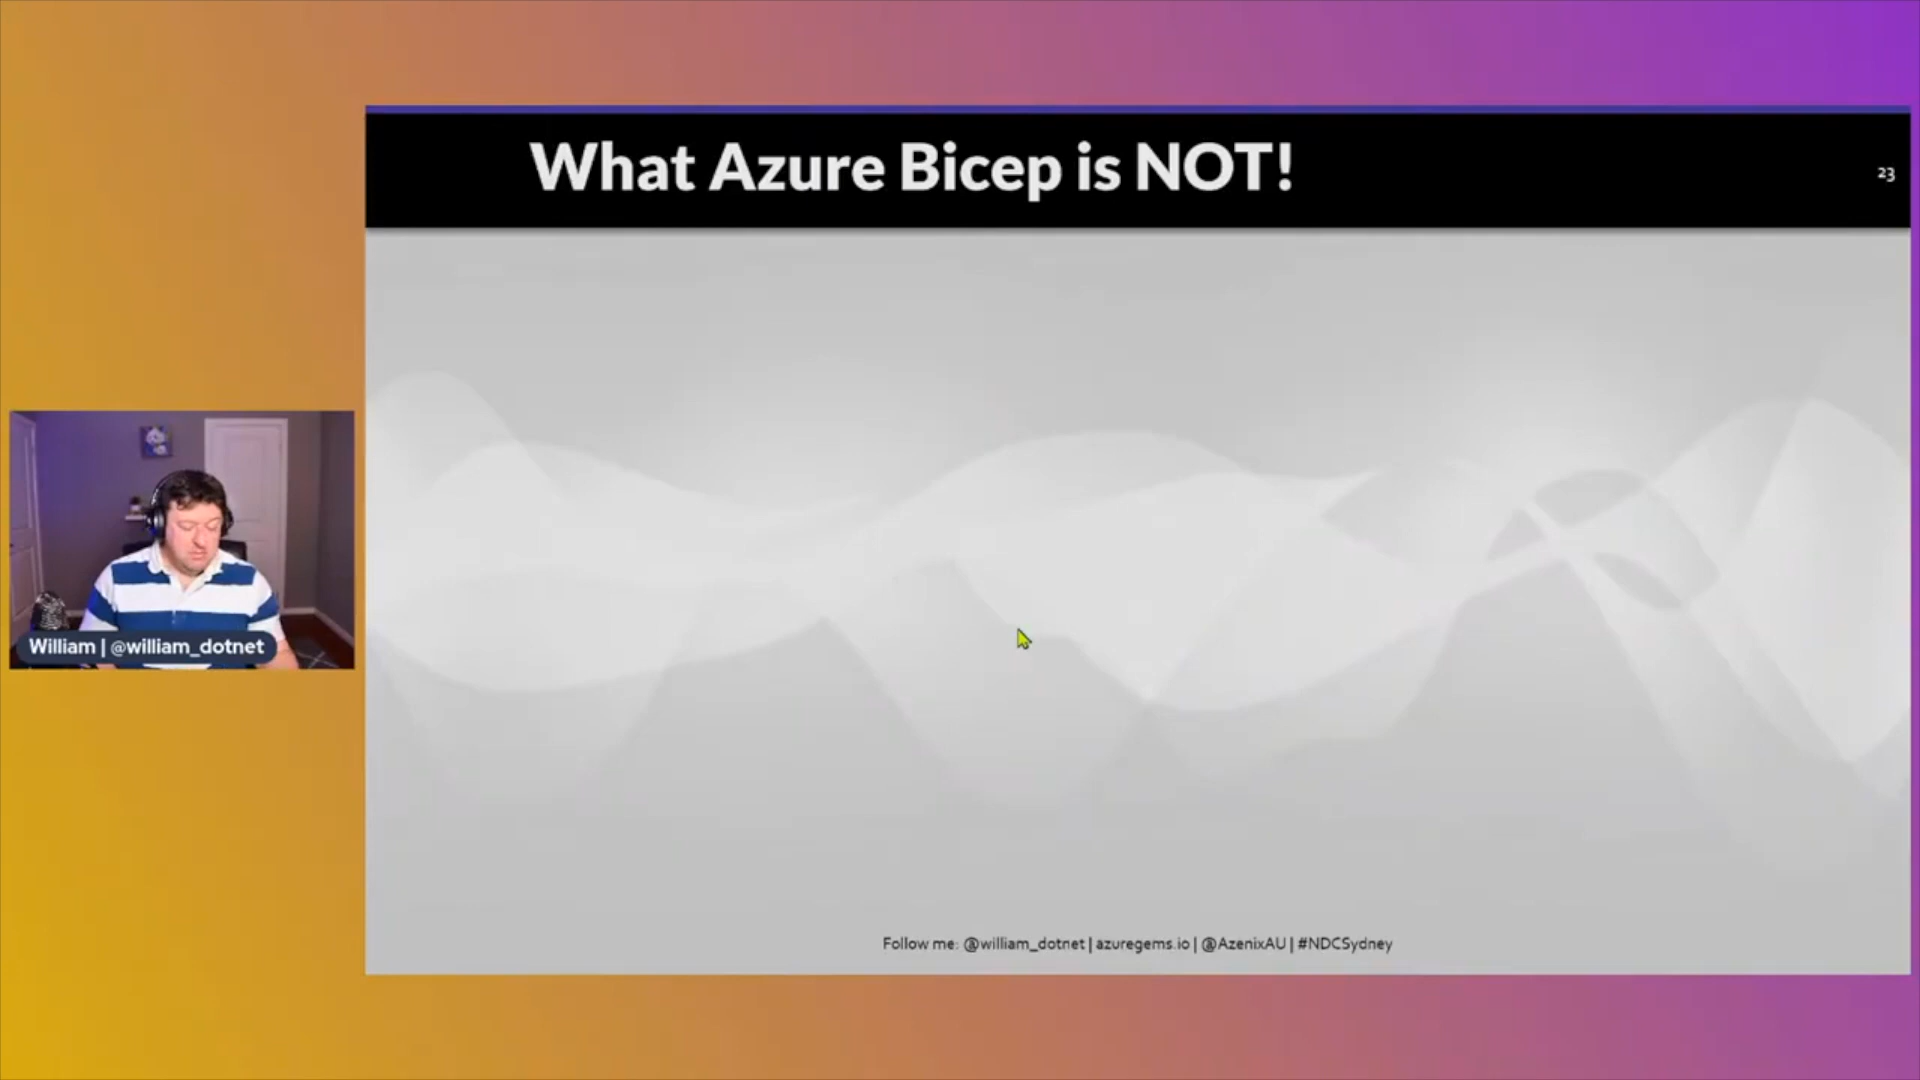 What Azure Bicep is NOT!
23
William | @william_dotnet
Follow me: @william_dotnet | azuregems.io | @AzenixAU | #NDCSydney